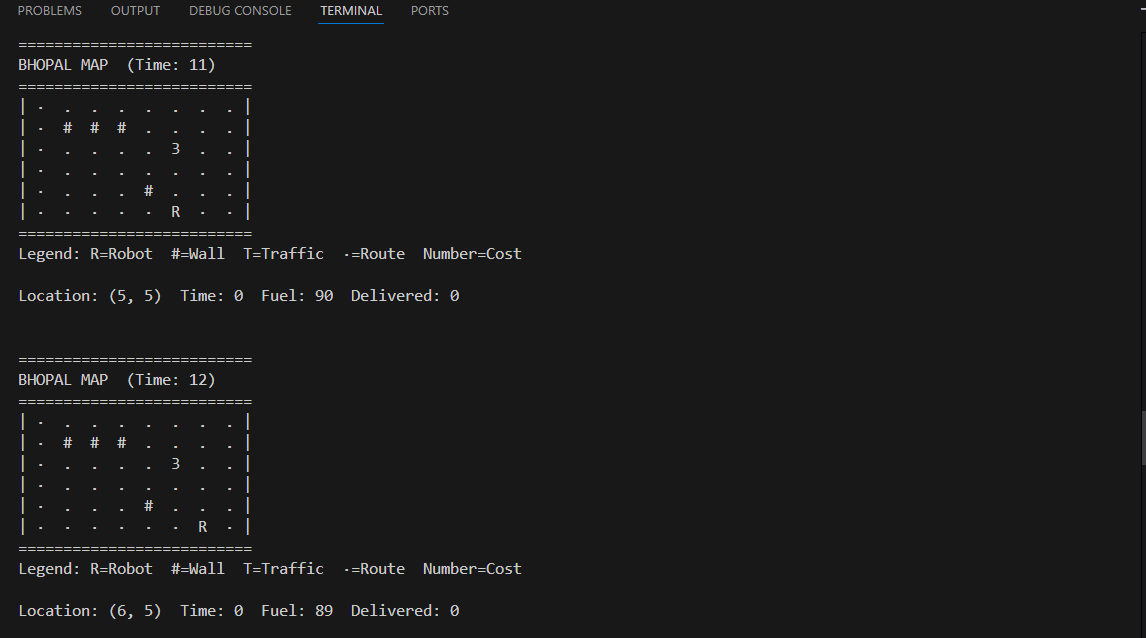 PROBLEMS OUTPUT DEBUG CONSOLE TERMINAL PORTS
==========================
BHOPAL MAP  (Time: 11)
==========================
| ·  .  .  .  .  .  .  . |
| ·  #  #  #  .  .  .  . |
| ·  .  .  .  .  3  .  . |
| ·  .  .  .  .  .  .  . |
| ·  .  .  .  #  .  .  . |
| ·  ·  ·  ·  ·  R  ·  · |
==========================
Legend: R=Robot  #=Wall  T=Traffic  ·=Route  Number=Cost
Location: (5, 5)  Time: 0  Fuel: 90  Delivered: 0
==========================
BHOPAL MAP  (Time: 12)
==========================
| ·  .  .  .  .  .  .  . |
| ·  #  #  #  .  .  .  . |
| ·  .  .  .  .  3  .  . |
| ·  .  .  .  .  .  .  . |
| ·  .  .  .  #  .  .  . |
| ·  ·  ·  ·  ·  ·  R  · |
==========================
Legend: R=Robot  #=Wall  T=Traffic  ·=Route  Number=Cost
Location: (6, 5)  Time: 0  Fuel: 89  Delivered: 0